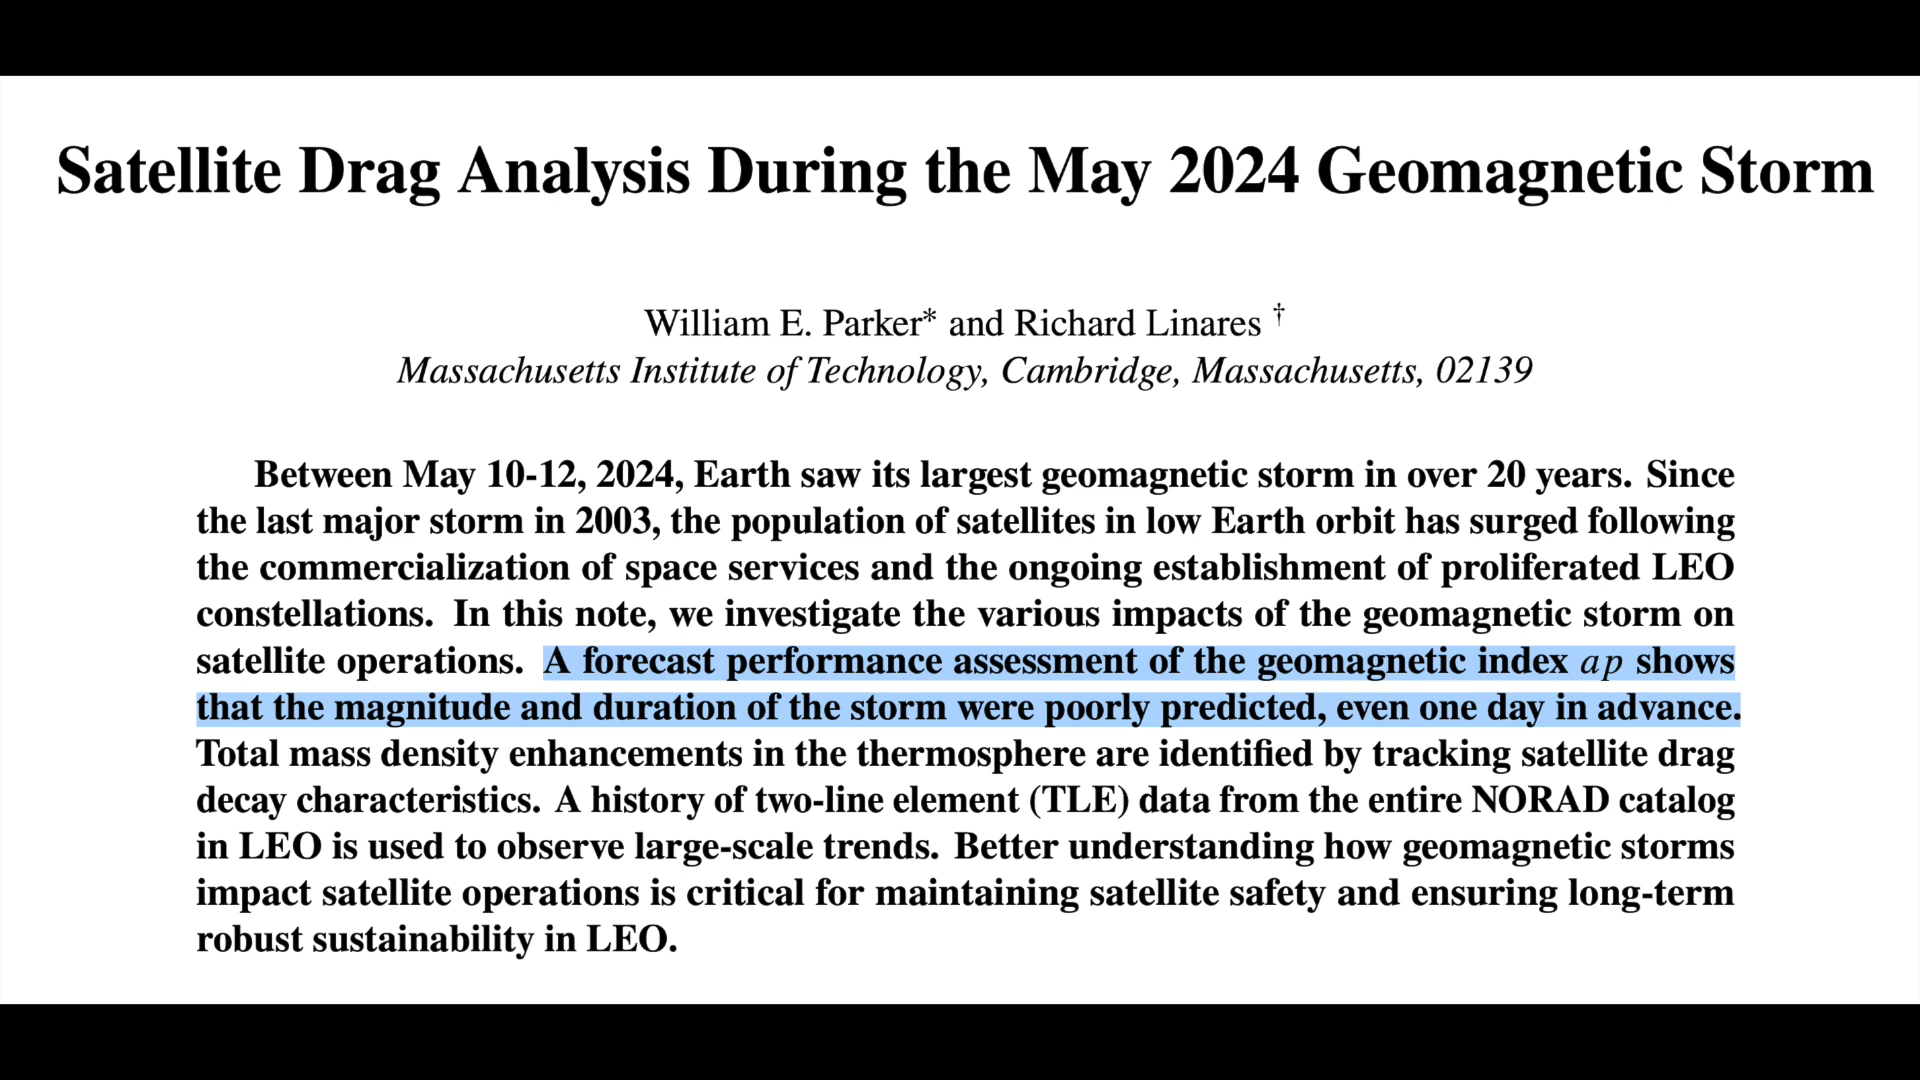 Satellite Drag Analysis During the May 2024 Geomagnetic Storm
William E. Parker* and Richard Linares †
Massachusetts Institute of Technology, Cambridge, Massachusetts, 02139
Between May 10-12, 2024, Earth saw its largest geomagnetic storm in over 20 years. Since
the last major storm in 2003, the population of satellites in low Earth orbit has surged following
the commercialization of space services and the ongoing establishment of proliferated LEO
constellations. In this note, we investigate the various impacts of the geomagnetic storm on
satellite operations. A forecast performance assessment of the geomagnetic index ap shows
that the magnitude and duration of the storm were poorly predicted, even one day in advance.
Total mass density enhancements in the thermosphere are identified by tracking satellite drag
decay characteristics. A history of two-line element (TLE) data from the entire NORAD catalog
in LEO is used to observe large-scale trends. Better understanding how geomagnetic storms
impact satellite operations is critical for maintaining satellite safety and ensuring long-term
robust sustainability in LEO.